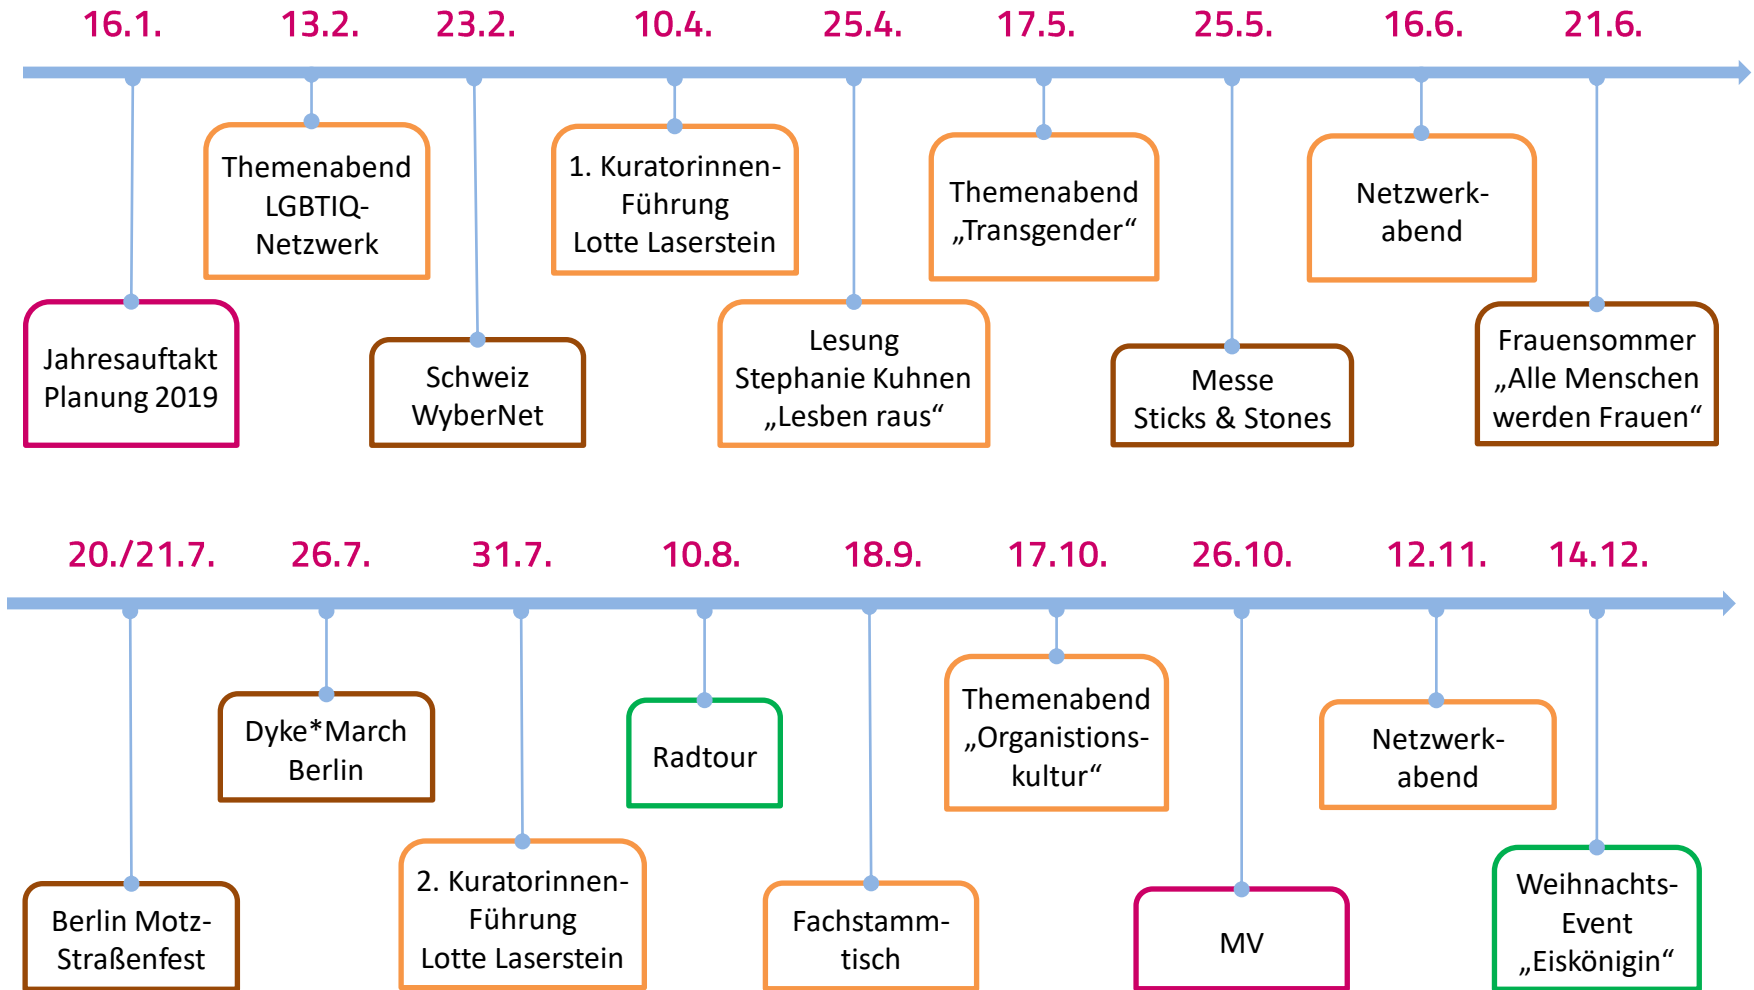 16.1. 13.2. 23.2. 10.4. 25.4. 17.5. 25.5. 16.6. 21.6.
Jahresauftakt
Planung 2019
Themenabend
LGBTIQ-
Netzwerk
Schweiz
WyberNet
1. Kuratorinnen-
Führung
Lotte Laserstein
Lesung
Stephanie Kuhnen
„Lesben raus“
Themenabend
„Transgender“
Messe
Sticks & Stones
Netzwerk-
abend
Frauensommer
„Alle Menschen
werden Frauen“
20./21.7. 26.7. 31.7. 10.8. 18.9. 17.10. 26.10. 12.11. 14.12.
Berlin Motz-
Straßenfest
Dyke*March
Berlin
2. Kuratorinnen-
Führung
Lotte Laserstein
Radtour
Fachstamm-
tisch
Themenabend
„Organistions-
kultur“
MV
Netzwerk-
abend
Weihnachts-
Event
„Eiskönigin“